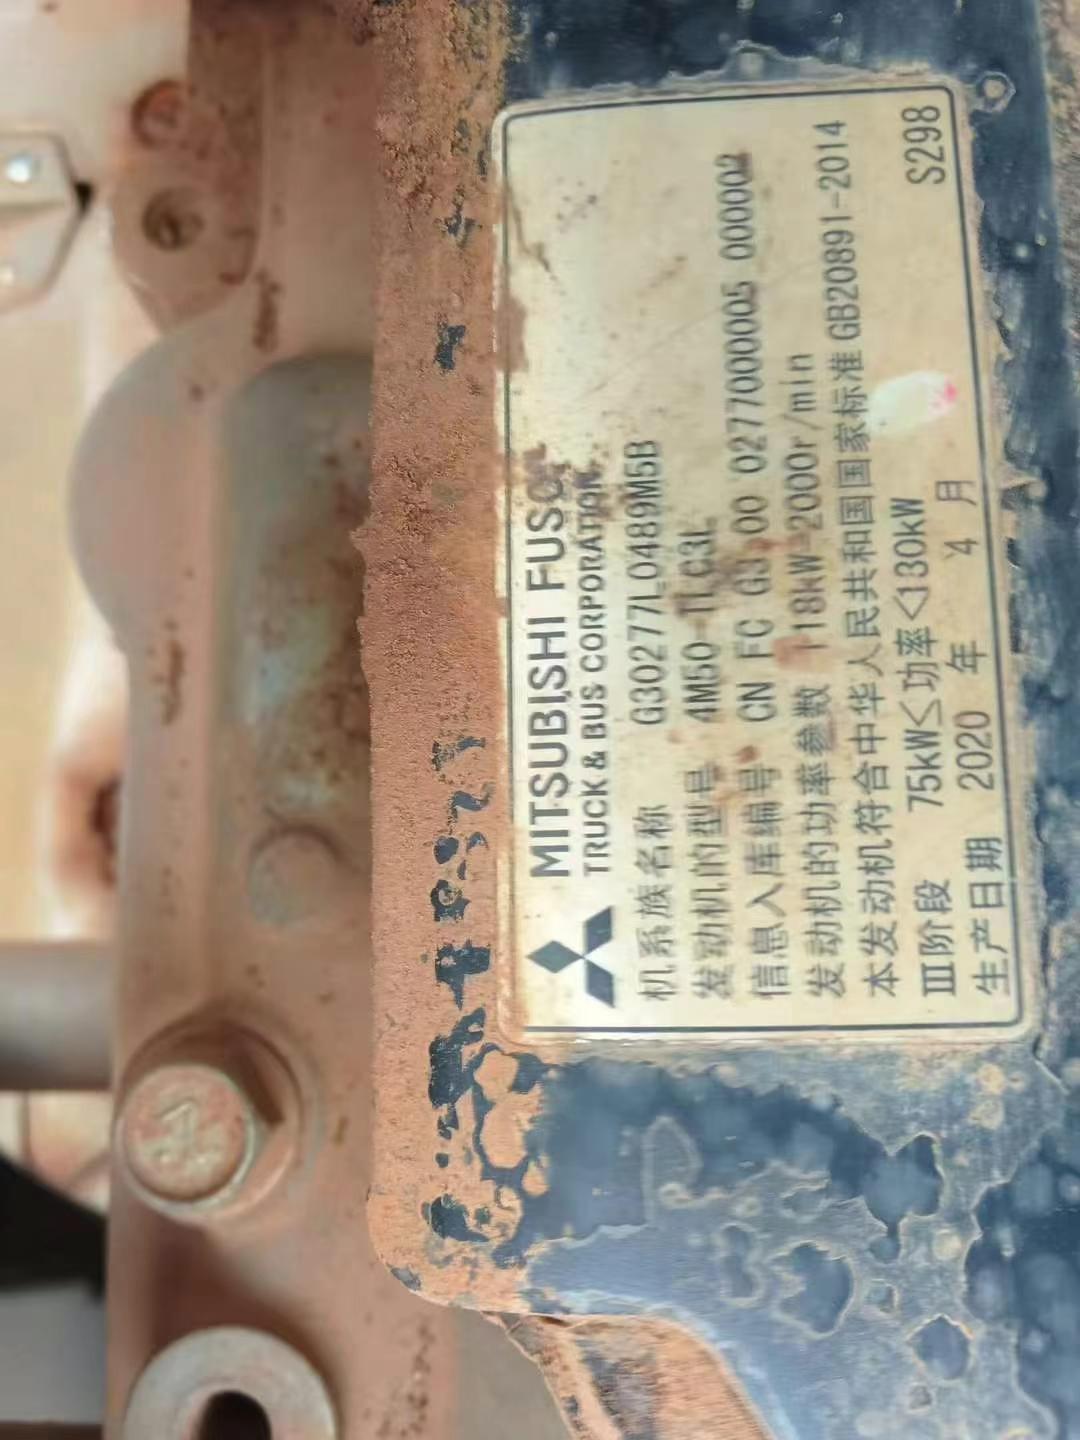 MITSUBISHI FUSO
TRUCK & BUS CORPORATION
机系族名称 G30277L0489M5B
发动机的型号 4M50-TLC3L
信息入库编号 CN FC G3 00 0277000005 000002
发动机的功率参数 118kW-2000r/min
本发动机符合中华人民共和国国家标准 GB20891-2014
III阶段 75kW≤功率<130kW
生产日期 2020 年 4 月
S298